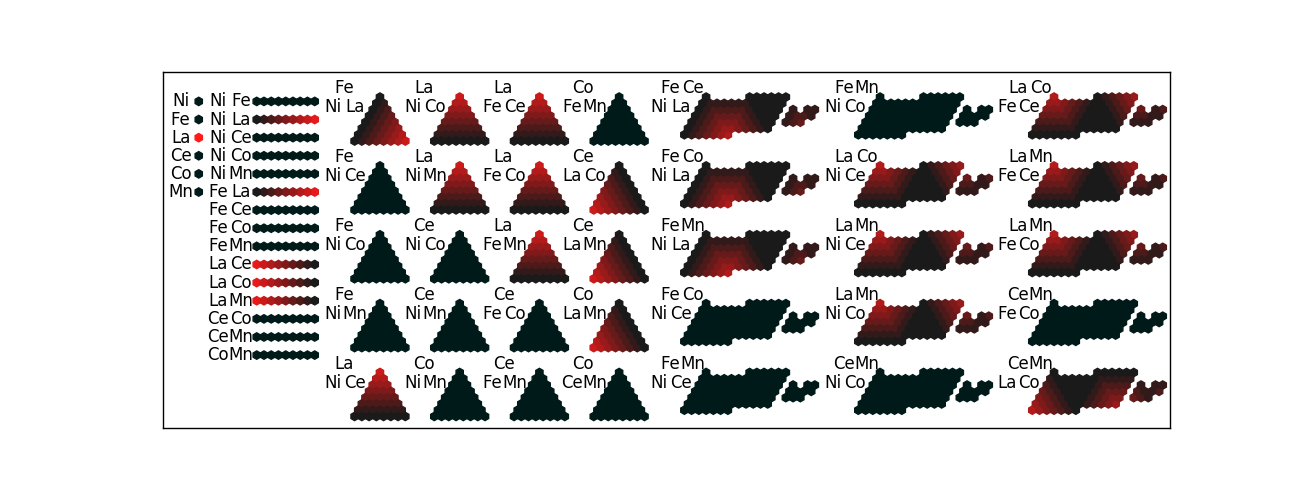 Ni
Fe
La
Ce
Co
Mn
Ni Fe
Ni La
Ni Ce
Ni Co
Ni Mn
Fe La
Fe Ce
Fe Co
Fe Mn
La Ce
La Co
La Mn
Ce Co
Ce Mn
Co Mn
Fe
Ni La
Fe
Ni Ce
Fe
Ni Co
Fe
Ni Mn
La
Ni Ce
La
Ni Co
La
Ni Mn
Ce
Ni Co
Ce
Ni Mn
Co
Ni Mn
La
Fe Ce
La
Fe Co
La
Fe Mn
Ce
Fe Co
Ce
Fe Mn
Co
Fe Mn
Ce
La Co
Ce
La Mn
Co
La Mn
Co
Ce Mn
Fe Ce
Ni La
Fe Co
Ni La
Fe Mn
Ni La
Fe Co
Ni Ce
Fe Mn
Ni Ce
Fe Mn
Ni Co
La Co
Ni Ce
La Mn
Ni Ce
La Mn
Ni Co
Ce Mn
Ni Co
La Co
Fe Ce
La Mn
Fe Ce
La Mn
Fe Co
Ce Mn
Fe Co
Ce Mn
La Co